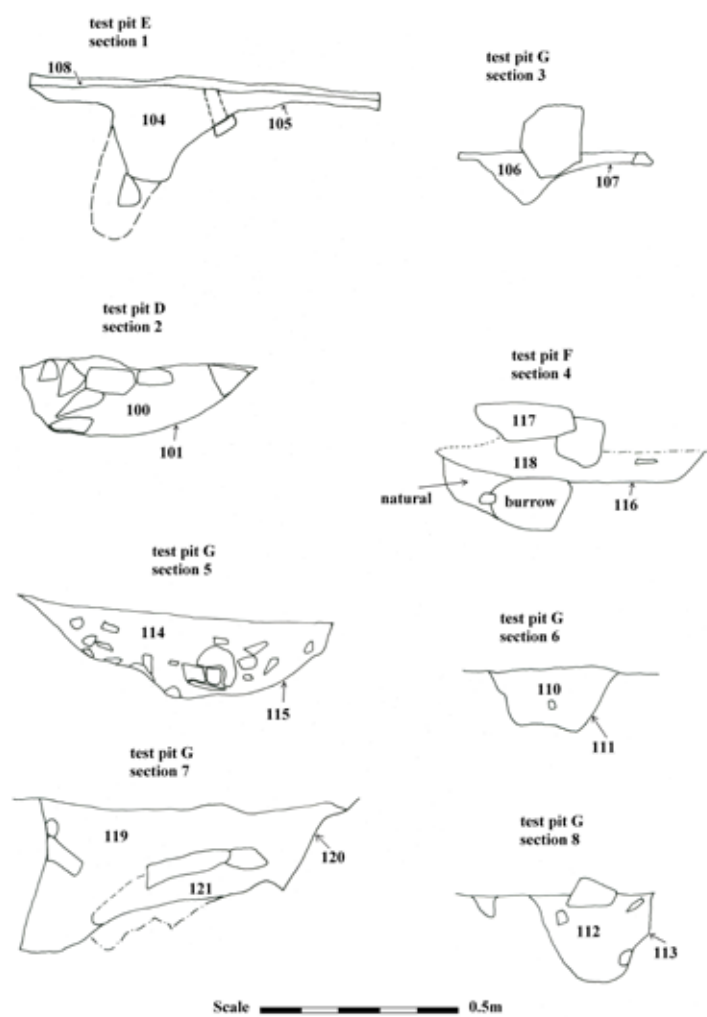 test pit E
section 1
108
104
105
test pit G
section 3
106
107
test pit D
section 2
100
101
test pit F
section 4
117
118
natural
burrow
116
test pit G
section 5
114
115
test pit G
section 6
110
111
test pit G
section 7
119
120
121
test pit G
section 8
112
113
Scale 0.5m